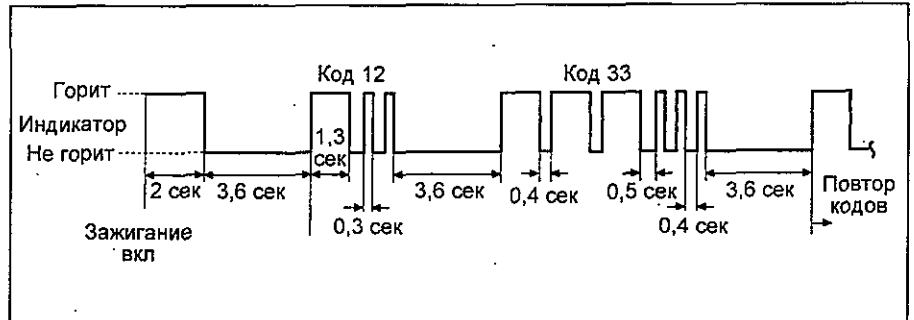 Код 12
Код 33
Горит
Индикатор
Не горит
1,3
сек
2 сек
3,6 сек
0,3 сек
3,6 сек
0,4 сек
0,5 сек
0,4 сек
3,6 сек
Повтор
кодов
Зажигание
вкл